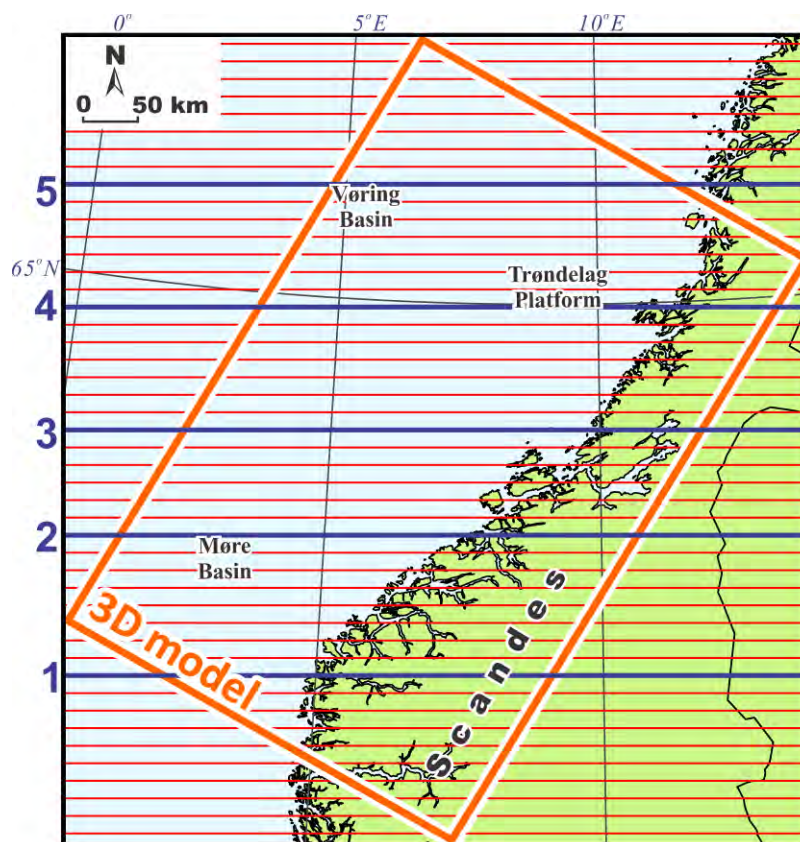 0° 5°E 10°E
N
0 50 km
5
Vøring
Basin
65°N
Trøndelag
Platform
4
3
2
Møre
Basin
Scandes
3D model
1